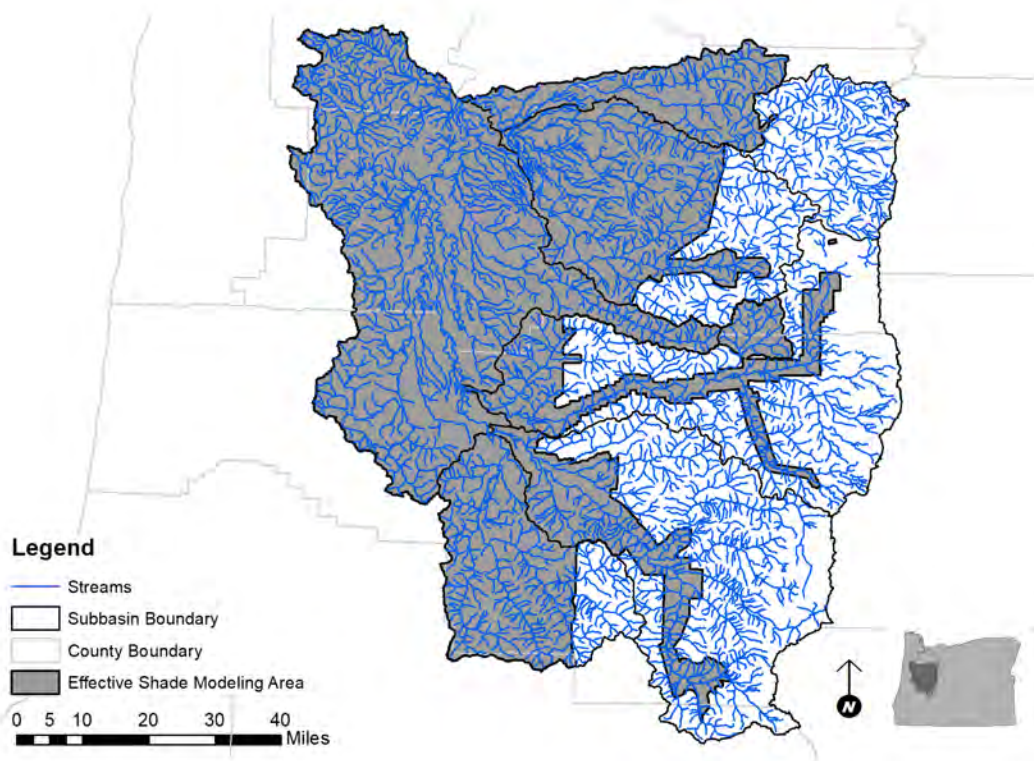 Legend
Streams
Subbasin Boundary
County Boundary
Effective Shade Modeling Area
0 5 10 20 30 40
Miles
N